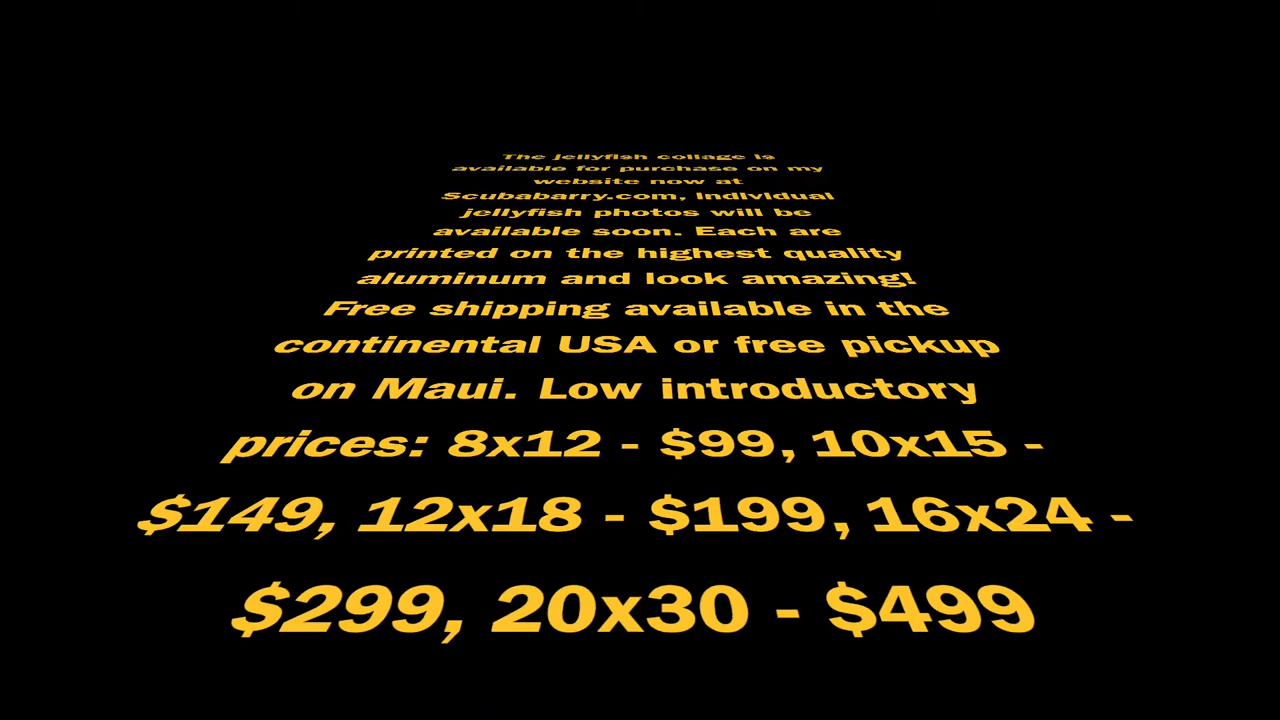 The jellyfish collage is
available for purchase on my
website now at
Scubabarry.com, individual
jellyfish photos will be
available soon. Each are
printed on the highest quality
aluminum and look amazing!
Free shipping available in the
continental USA or free pickup
on Maui. Low introductory
prices: 8x12 - $99, 10x15 -
$149, 12x18 - $199, 16x24 -
$299, 20x30 - $499